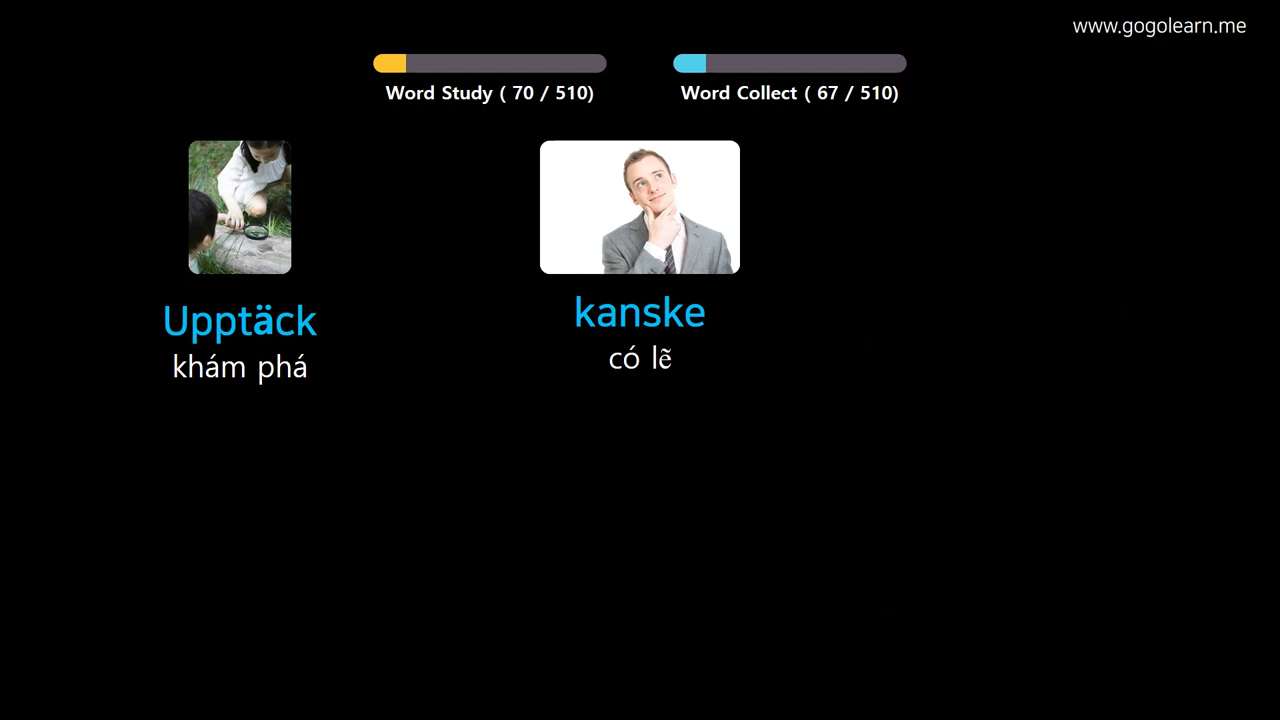 www.gogolearn.me
Word Study ( 70 / 510)
Word Collect ( 67 / 510)
Upptäck
khám phá
kanske
có lẽ